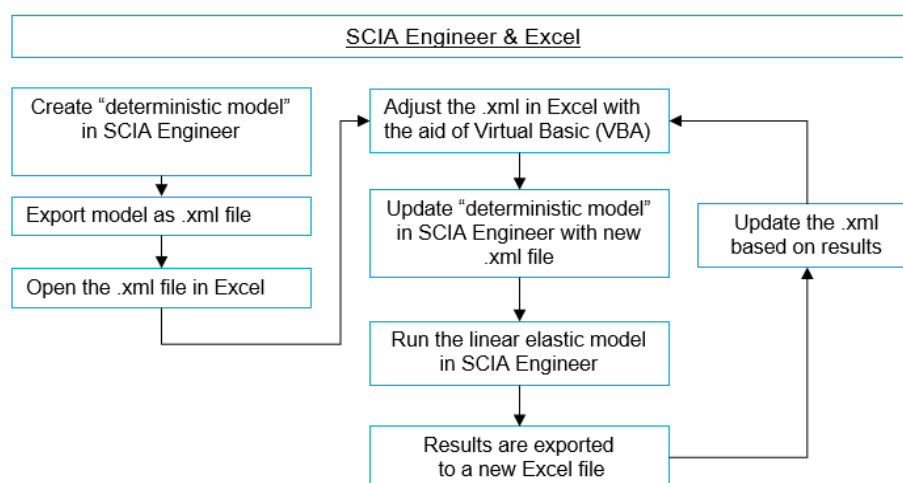 SCIA Engineer & Excel
Create “deterministic model”
in SCIA Engineer
Export model as .xml file
Open the .xml file in Excel
Adjust the .xml in Excel with
the aid of Virtual Basic (VBA)
Update “deterministic model”
in SCIA Engineer with new
.xml file
Run the linear elastic model
in SCIA Engineer
Results are exported
to a new Excel file
Update the .xml
based on results